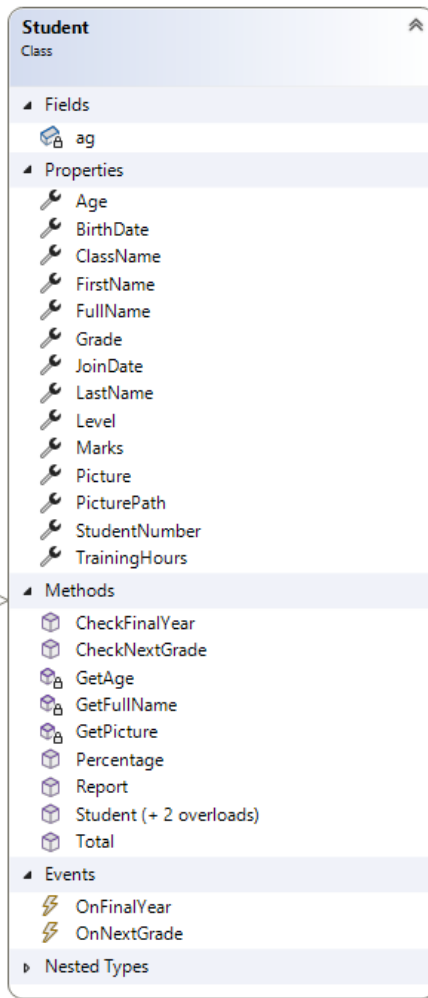 Student
Class
Fields
ag
Properties
Age
BirthDate
ClassName
FirstName
FullName
Grade
JoinDate
LastName
Level
Marks
Picture
PicturePath
StudentNumber
TrainingHours
Methods
CheckFinalYear
CheckNextGrade
GetAge
GetFullName
GetPicture
Percentage
Report
Student (+ 2 overloads)
Total
Events
OnFinalYear
OnNextGrade
Nested Types